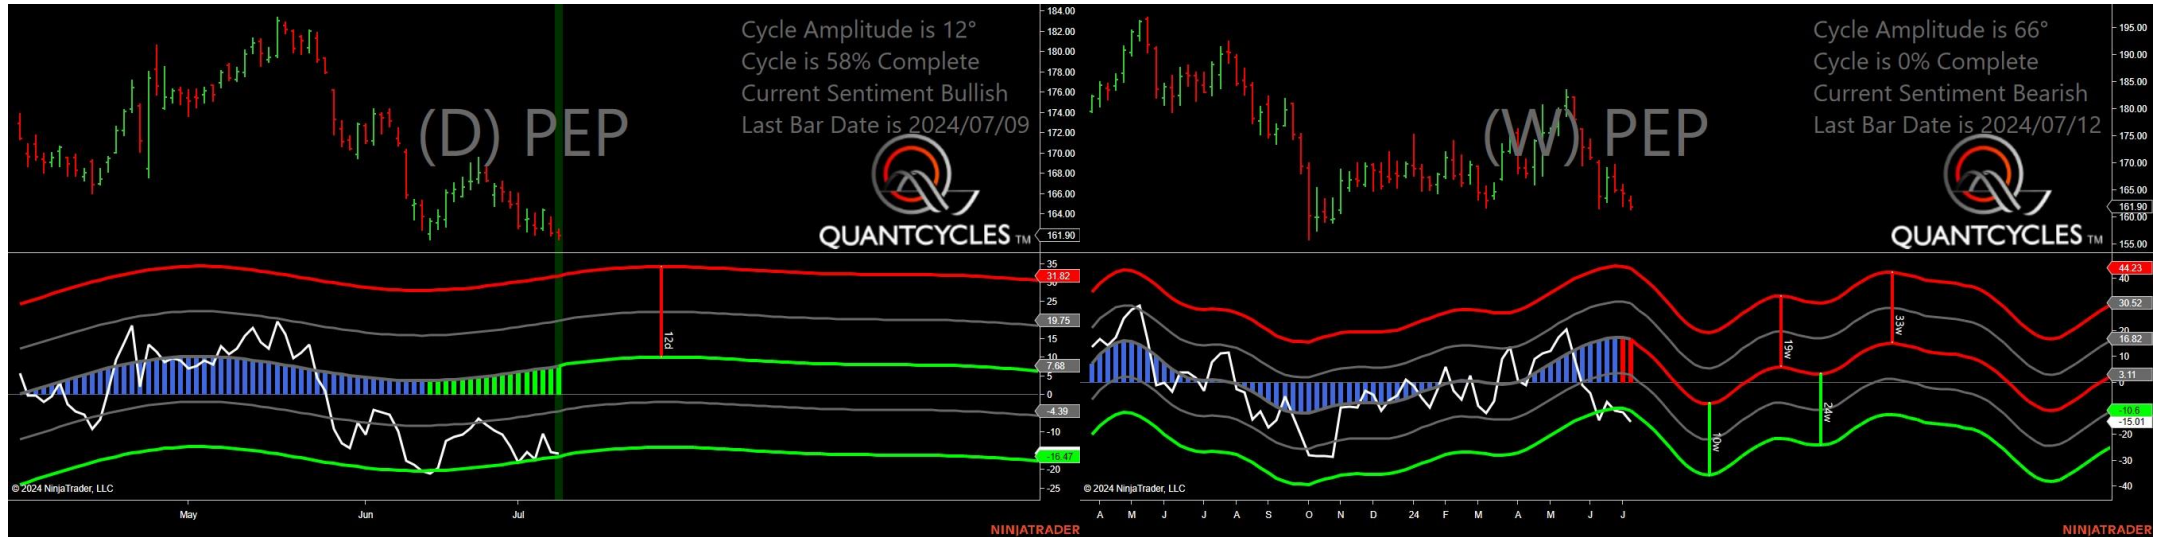 Cycle Amplitude is 12°
Cycle is 58% Complete
Current Sentiment Bullish
Last Bar Date is 2024/07/09
(D) PEP
QUANTCYCLES TM
184.00
182.00
180.00
178.00
176.00
174.00
172.00
170.00
168.00
166.00
164.00
161.90
35
31.82
30
25
19.75
15
10
7.68
5
0
-4.39
-10
-16.47
-20
-25
12d
© 2024 NinjaTrader, LLC
May Jun Jul
NINJATRADER
Cycle Amplitude is 66°
Cycle is 0% Complete
Current Sentiment Bearish
Last Bar Date is 2024/07/12
(W) PEP
QUANTCYCLES TM
195.00
190.00
185.00
180.00
175.00
170.00
165.00
161.90
160.00
155.00
44.23
40
30.52
20
16.82
10
3.11
0
-10.6
-15.01
-20
-30
-40
10w
19w
24w
33w
© 2024 NinjaTrader, LLC
A M J J A S O N D 24 F M A M J J
NINJATRADER